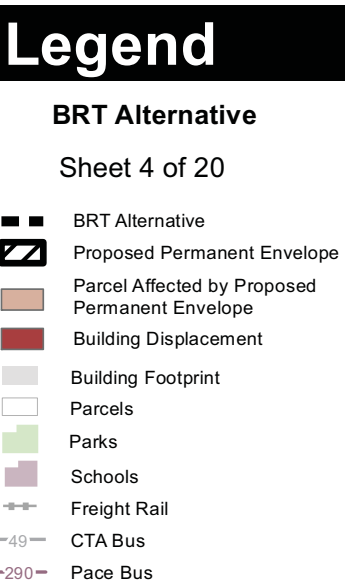 Legend
BRT Alternative
Sheet 4 of 20
BRT Alternative
Proposed Permanent Envelope
Parcel Affected by Proposed
Permanent Envelope
Building Displacement
Building Footprint
Parcels
Parks
Schools
Freight Rail
49 CTA Bus
290 Pace Bus